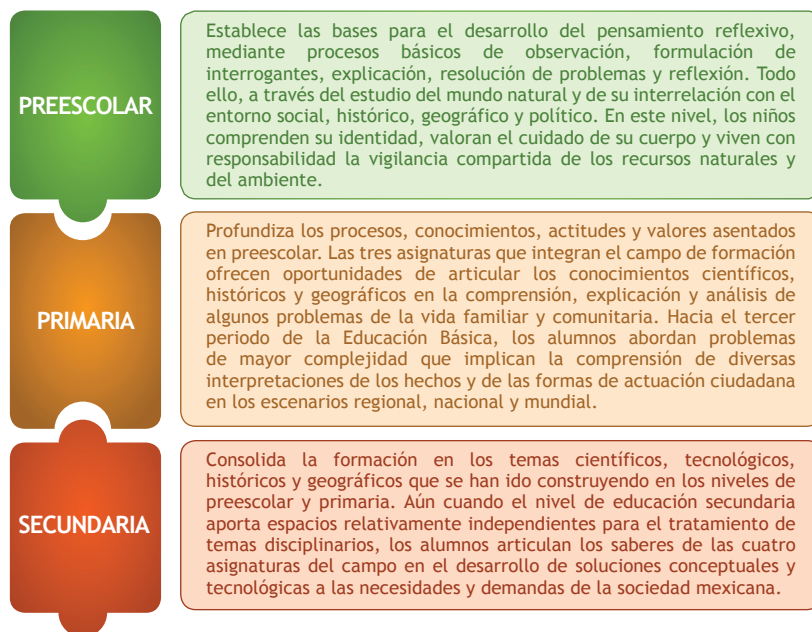 PREESCOLAR
Establece las bases para el desarrollo del pensamiento reflexivo,
mediante procesos básicos de observación, formulación de
interrogantes, explicación, resolución de problemas y reflexión. Todo
ello, a través del estudio del mundo natural y de su interrelación con el
entorno social, histórico, geográfico y político. En este nivel, los niños
comprenden su identidad, valoran el cuidado de su cuerpo y viven con
responsabilidad la vigilancia compartida de los recursos naturales y
del ambiente.
PRIMARIA
Profundiza los procesos, conocimientos, actitudes y valores asentados
en preescolar. Las tres asignaturas que integran el campo de formación
ofrecen oportunidades de articular los conocimientos científicos,
históricos y geográficos en la comprensión, explicación y análisis de
algunos problemas de la vida familiar y comunitaria. Hacia el tercer
periodo de la Educación Básica, los alumnos abordan problemas
de mayor complejidad que implican la comprensión de diversas
interpretaciones de los hechos y de las formas de actuación ciudadana
en los escenarios regional, nacional y mundial.
SECUNDARIA
Consolida la formación en los temas científicos, tecnológicos,
históricos y geográficos que se han ido construyendo en los niveles de
preescolar y primaria. Aún cuando el nivel de educación secundaria
aporta espacios relativamente independientes para el tratamiento de
temas disciplinarios, los alumnos articulan los saberes de las cuatro
asignaturas del campo en el desarrollo de soluciones conceptuales y
tecnológicas a las necesidades y demandas de la sociedad mexicana.